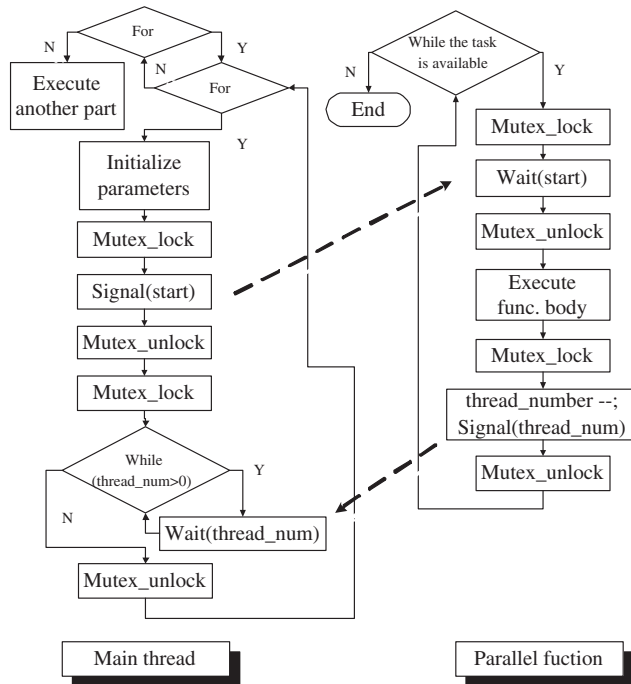 For
N
Y
N
For
Execute
another part
Y
Initialize
parameters
Mutex_lock
Signal(start)
Mutex_unlock
Mutex_lock
While
(thread_num>0)
Y
N
Wait(thread_num)
Mutex_unlock
Main thread
While the task
is available
N
Y
End
Mutex_lock
Wait(start)
Mutex_unlock
Execute
func. body
Mutex_lock
thread_number --;
Signal(thread_num)
Mutex_unlock
Parallel fuction